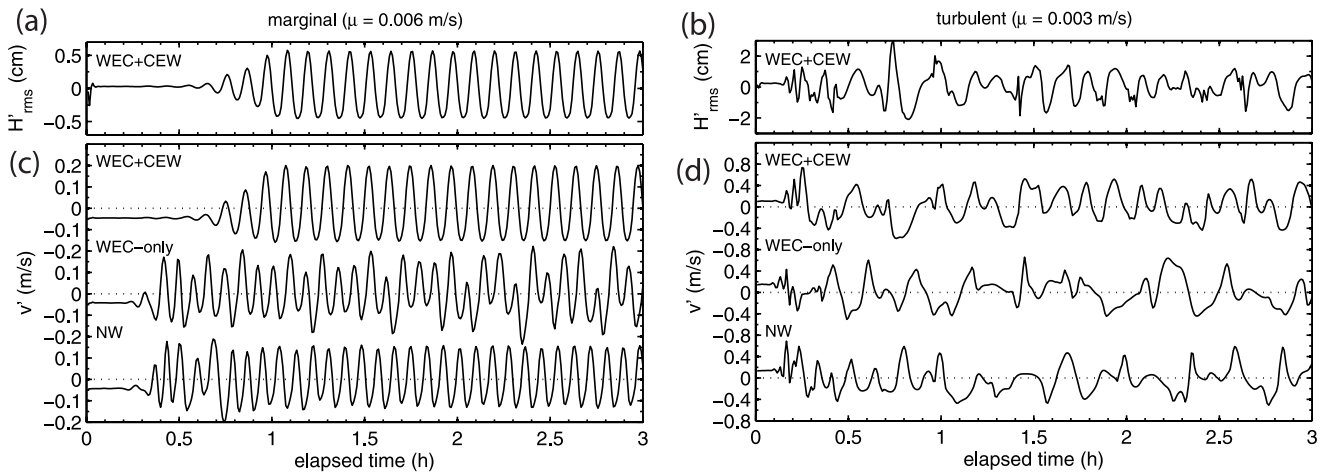 (a)
marginal (μ = 0.006 m/s)
WEC+CEW
H'rms (cm)
0.5
0
−0.5
(c)
WEC+CEW
WEC−only
NW
v' (m/s)
0.2
0.1
0
−0.1
−0.2
0.1
0
−0.1
−0.2
0.1
0
−0.1
−0.2
0 0.5 1 1.5 2 2.5 3
elapsed time (h)
(b)
turbulent (μ = 0.003 m/s)
WEC+CEW
H'rms (cm)
2
0
−2
(d)
WEC+CEW
WEC−only
NW
v' (m/s)
0.8
0.4
0
−0.4
−0.8
0.4
0
−0.4
−0.8
0.4
0
−0.4
−0.8
0 0.5 1 1.5 2 2.5 3
elapsed time (h)